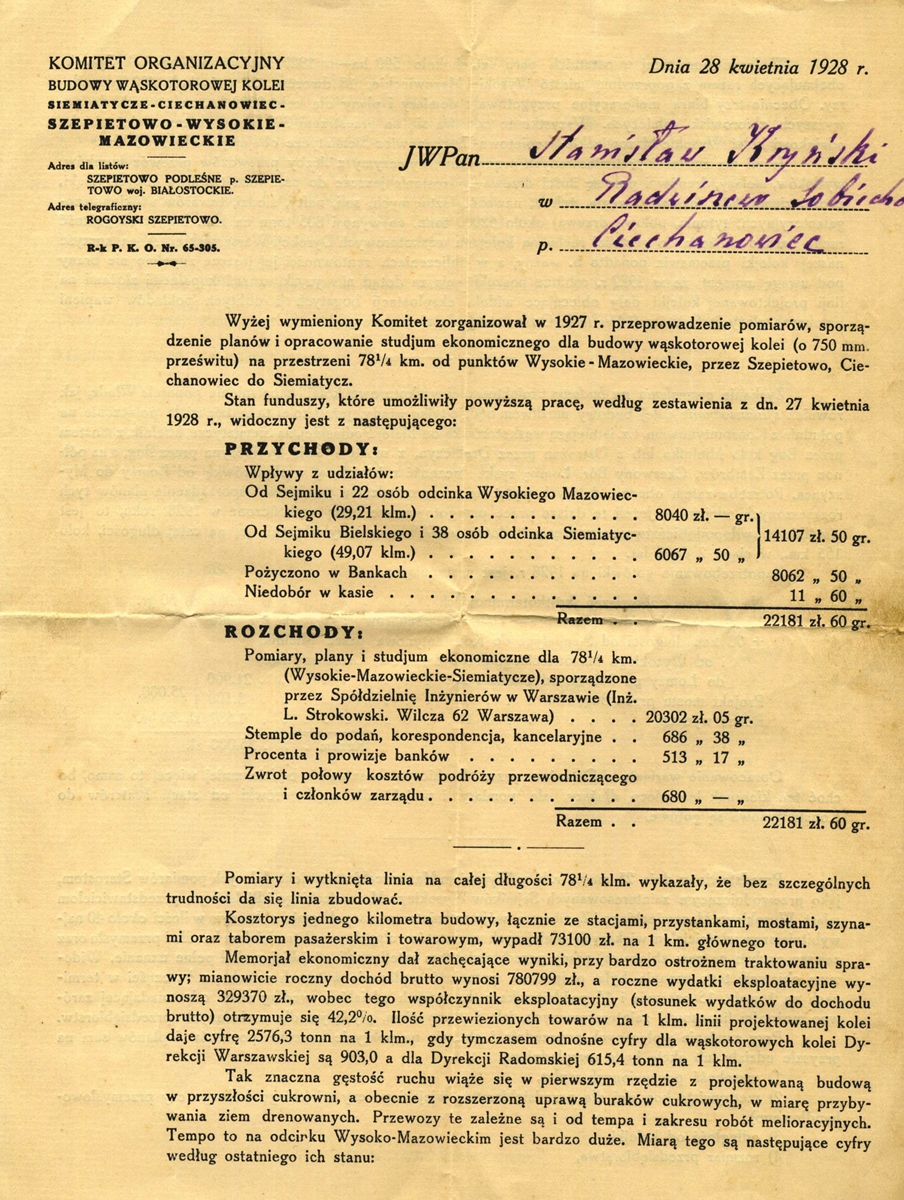 KOMITET ORGANIZACYJNY
BUDOWY WĄSKOTOROWEJ KOLEI
SIEMIATYCZE-CIECHANOWIEC-
SZEPIETOWO-WYSOKIE-
MAZOWIECKIE
Adres dla listów:
SZEPIETOWO PODLEŚNE p. SZEPIE-
TOWO woj. BIAŁOSTOCKIE.
Adres telegraficzny:
ROGOYSKI SZEPIETOWO.
R-k P. K. O. Nr. 65-305.
Dnia 28 kwietnia 1928 r.
JWPan Stanisław Kryński
w Radziszewo Sobiecho
p. Ciechanowiec
Wyżej wymieniony Komitet zorganizował w 1927 r. przeprowadzenie pomiarów, sporzą-
dzenie planów i opracowanie studjum ekonomicznego dla budowy wąskotorowej kolei (o 750 mm.
prześwitu) na przestrzeni 78¹/₄ km. od punktów Wysokie-Mazowieckie, przez Szepietowo, Cie-
chanowiec do Siemiatycz.
Stan funduszy, które umożliwiły powyższą pracę, według zestawienia z dn. 27 kwietnia
1928 r., widoczny jest z następującego:
PRZYCHODY:
Wpływy z udziałów:
Od Sejmiku i 22 osób odcinka Wysokiego Mazowiec-
kiego (29,21 klm.) . . . . . . . . . . . 8040 zł. — gr.
Od Sejmiku Bielskiego i 38 osób odcinka Siemiatyc- 14107 zł. 50 gr.
kiego (49,07 klm.) . . . . . . . . . . . 6067 „ 50 „
Pożyczono w Bankach . . . . . . . . . . . 8062 „ 50 „
Niedobór w kasie . . . . . . . . . . . . . 11 „ 60 „
Razem . . 22181 zł. 60 gr.
ROZCHODY:
Pomiary, plany i studjum ekonomiczne dla 78¹/₄ km.
(Wysokie-Mazowieckie-Siemiatycze), sporządzone
przez Spółdzielnię Inżynierów w Warszawie (Inż.
L. Strokowski. Wilcza 62 Warszawa) . . . . 20302 zł. 05 gr.
Stemple do podań, korespondencja, kancelaryjne . . 686 „ 38 „
Procenta i prowizje banków . . . . . . . . . 513 „ 17 „
Zwrot połowy kosztów podróży przewodniczącego
i członków zarządu . . . . . . . . . . . 680 „ — „
Razem . . 22181 zł. 60 gr.
Pomiary i wytknięta linia na całej długości 78¹/₄ klm. wykazały, że bez szczególnych
trudności da się linia zbudować.
Kosztorys jednego kilometra budowy, łącznie ze stacjami, przystankami, mostami, szyna-
mi oraz taborem pasażerskim i towarowym, wypadł 73100 zł. na 1 km. głównego toru.
Memorjał ekonomiczny dał zachęcające wyniki, przy bardzo ostrożnem traktowaniu spra-
wy; mianowicie roczny dochód brutto wynosi 780799 zł., a roczne wydatki eksploatacyjne wy-
noszą 329370 zł., wobec tego współczynnik eksploatacyjny (stosunek wydatków do dochodu
brutto) otrzymuje się 42,2%. Ilość przewiezionych towarów na 1 klm. linii projektowanej kolei
daje cyfrę 2576,3 tonn na 1 klm., gdy tymczasem odnośne cyfry dla wąskotorowych kolei Dy-
rekcji Warszawskiej są 903,0 a dla Dyrekcji Radomskiej 615,4 tonn na 1 klm.
Tak znaczna gęstość ruchu wiąże się w pierwszym rzędzie z projektowaną budową
w przyszłości cukrowni, a obecnie z rozszerzoną uprawą buraków cukrowych, w miarę przyby-
wania ziem drenowanych. Przewozy te zależne są i od tempa i zakresu robót melioracyjnych.
Tempo to na odcinku Wysoko-Mazowieckim jest bardzo duże. Miarą tego są następujące cyfry
według ostatniego ich stanu: